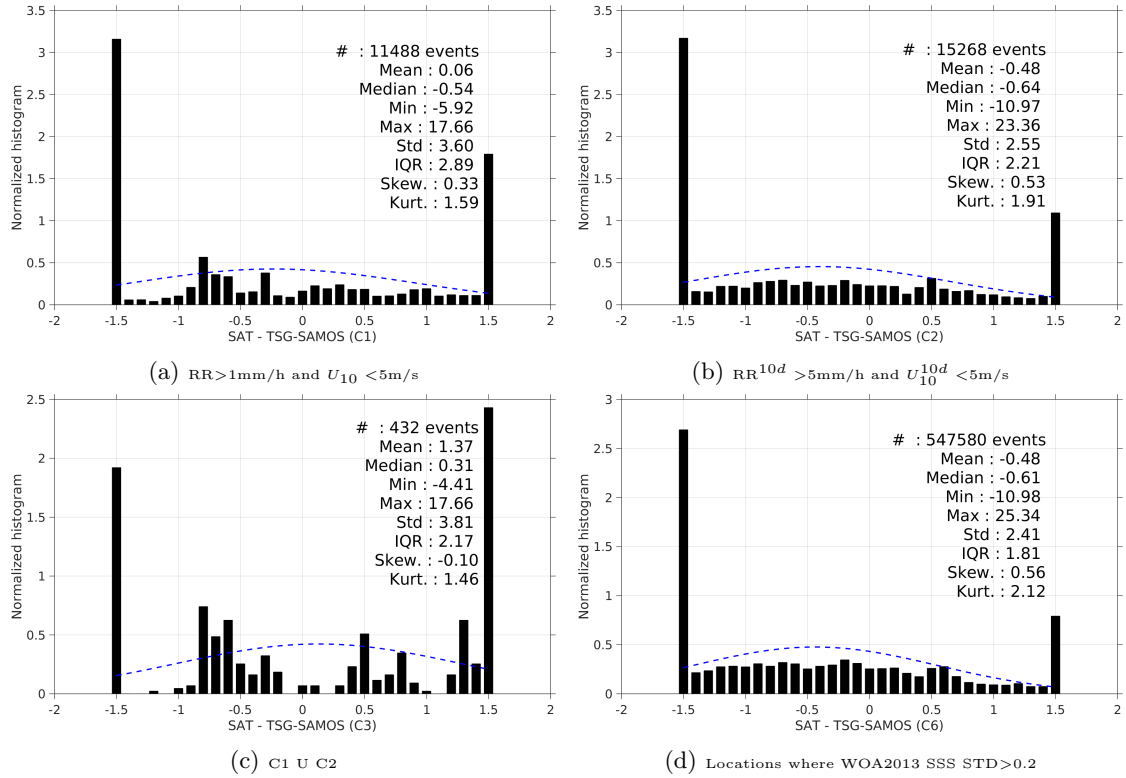 3.5
3
2.5
2
1.5
1
0.5
0
Normalized histogram
# : 11488 events
Mean : 0.06
Median : -0.54
Min : -5.92
Max : 17.66
Std : 3.60
IQR : 2.89
Skew. : 0.33
Kurt. : 1.59
-2 -1.5 -1 -0.5 0 0.5 1 1.5 2
SAT - TSG-SAMOS (C1)
(a) RR>1mm/h and U10 <5m/s
3.5
3
2.5
2
1.5
1
0.5
0
Normalized histogram
# : 15268 events
Mean : -0.48
Median : -0.64
Min : -10.97
Max : 23.36
Std : 2.55
IQR : 2.21
Skew. : 0.53
Kurt. : 1.91
-2 -1.5 -1 -0.5 0 0.5 1 1.5 2
SAT - TSG-SAMOS (C2)
(b) RR^10d >5mm/h and U10^10d <5m/s
2.5
2
1.5
1
0.5
0
Normalized histogram
# : 432 events
Mean : 1.37
Median : 0.31
Min : -4.41
Max : 17.66
Std : 3.81
IQR : 2.17
Skew. : -0.10
Kurt. : 1.46
-2 -1.5 -1 -0.5 0 0.5 1 1.5 2
SAT - TSG-SAMOS (C3)
(c) C1 U C2
3
2.5
2
1.5
1
0.5
0
Normalized histogram
# : 547580 events
Mean : -0.48
Median : -0.61
Min : -10.98
Max : 25.34
Std : 2.41
IQR : 1.81
Skew. : 0.56
Kurt. : 2.12
-2 -1.5 -1 -0.5 0 0.5 1 1.5 2
SAT - TSG-SAMOS (C6)
(d) Locations where WOA2013 SSS STD>0.2